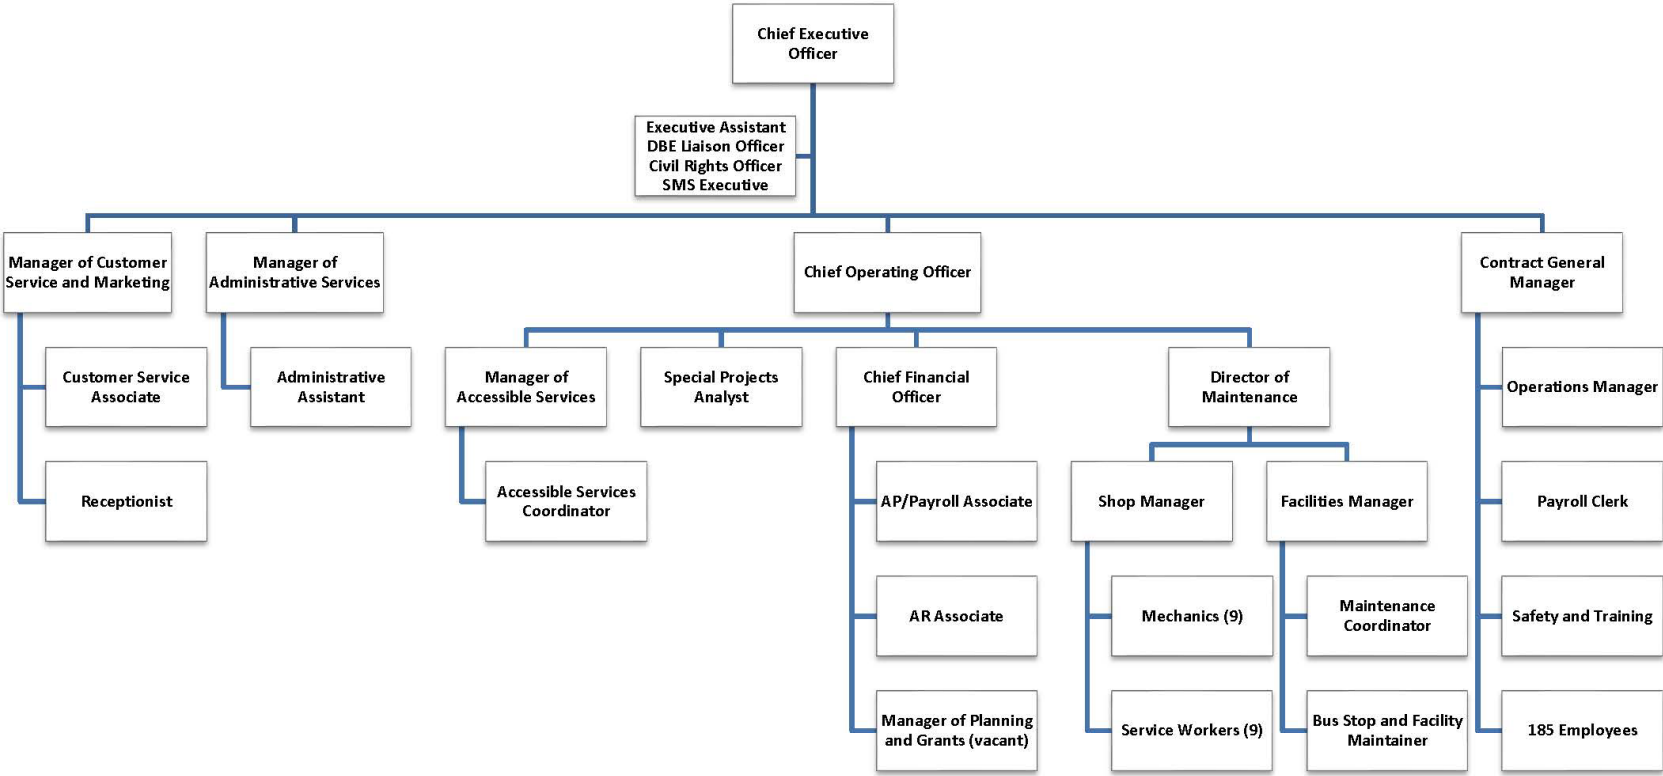 Chief Executive
Officer
Executive Assistant
DBE Liaison Officer
Civil Rights Officer
SMS Executive
Manager of Customer
Service and Marketing
Manager of
Administrative Services
Chief Operating Officer
Contract General
Manager
Customer Service
Associate
Administrative
Assistant
Manager of
Accessible Services
Special Projects
Analyst
Chief Financial
Officer
Director of
Maintenance
Operations Manager
Receptionist
Accessible Services
Coordinator
AP/Payroll Associate
Shop Manager
Facilities Manager
Payroll Clerk
AR Associate
Mechanics (9)
Maintenance
Coordinator
Safety and Training
Manager of Planning
and Grants (vacant)
Service Workers (9)
Bus Stop and Facility
Maintainer
185 Employees